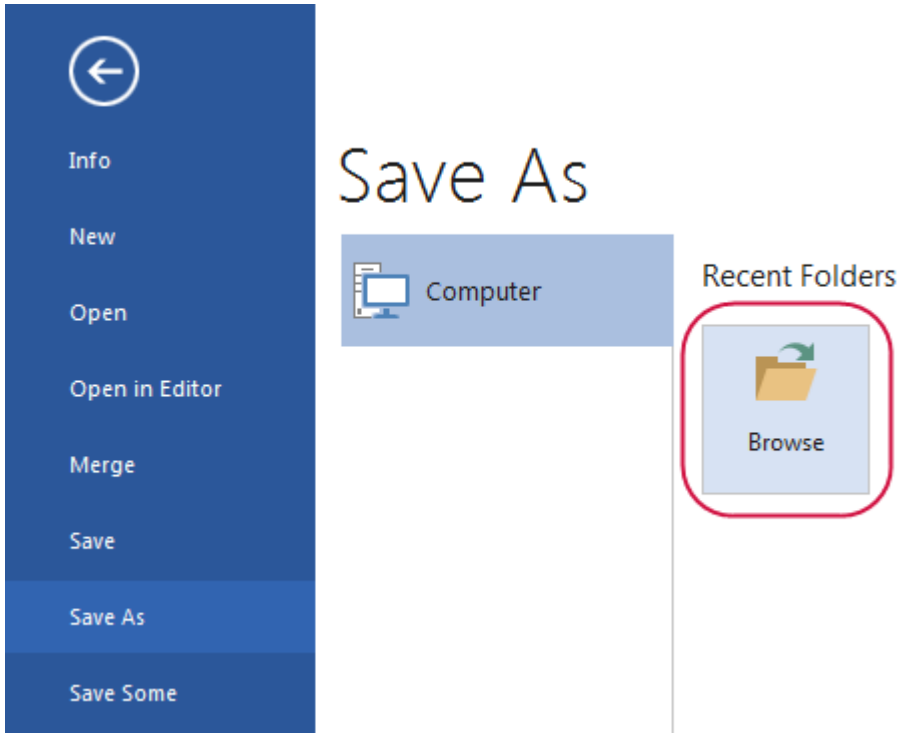 Info
New
Open
Open in Editor
Merge
Save
Save As
Save Some
Save As
Computer
Recent Folders
Browse